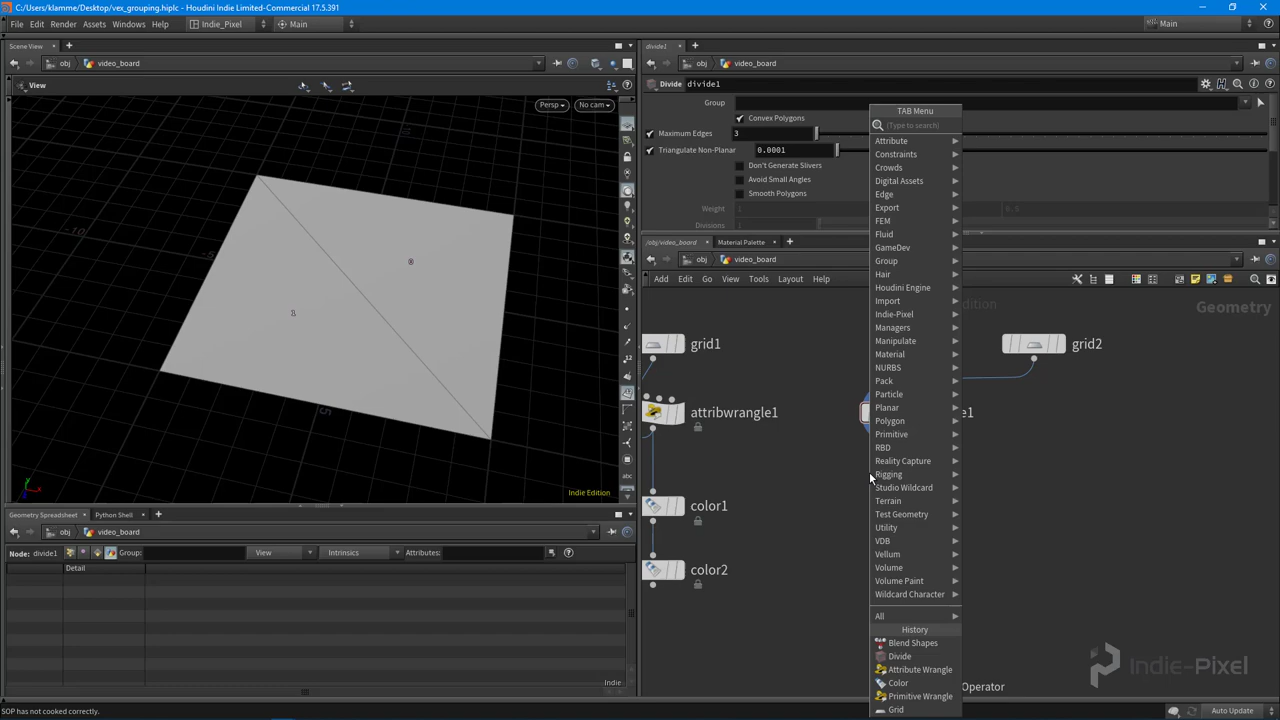 C:/Users/klamme/Desktop/vex_grouping.hiplc - Houdini Indie Limited-Commercial 17.5.391
File Edit Render Assets Windows Help Indie_Pixel Main Main
Scene View
obj video_board
View
Persp No cam
0
1
5
-10
Indie Edition
Geometry Spreadsheet Python Shell
obj video_board
Node: divide1 Group: View Intrinsics Attributes:
Detail
Indie
divide1
obj video_board
Divide divide1
Group
Convex Polygons
Maximum Edges 3
Triangulate Non-Planar 0.0001
Don't Generate Slivers
Avoid Small Angles
Smooth Polygons
Weight 1
Divisions 1
/obj/video_board Material Palette
obj video_board
Add Edit Go View Tools Layout Help
Geometry
grid1
grid2
attribwrangle1
color1
color2
TAB Menu
(Type to search)
Attribute
Constraints
Crowds
Digital Assets
Edge
Export
FEM
Fluid
GameDev
Group
Hair
Houdini Engine
Import
Indie-Pixel
Managers
Manipulate
Material
NURBS
Pack
Particle
Planar
Polygon
Primitive
RBD
Reality Capture
Rigging
Studio Wildcard
Terrain
Test Geometry
Utility
VDB
Vellum
Volume
Volume Paint
Wildcard Character
All
History
Blend Shapes
Divide
Attribute Wrangle
Color
Primitive Wrangle
Grid
Operator
Indie-Pixel
SOP has not cooked correctly.
Auto Update